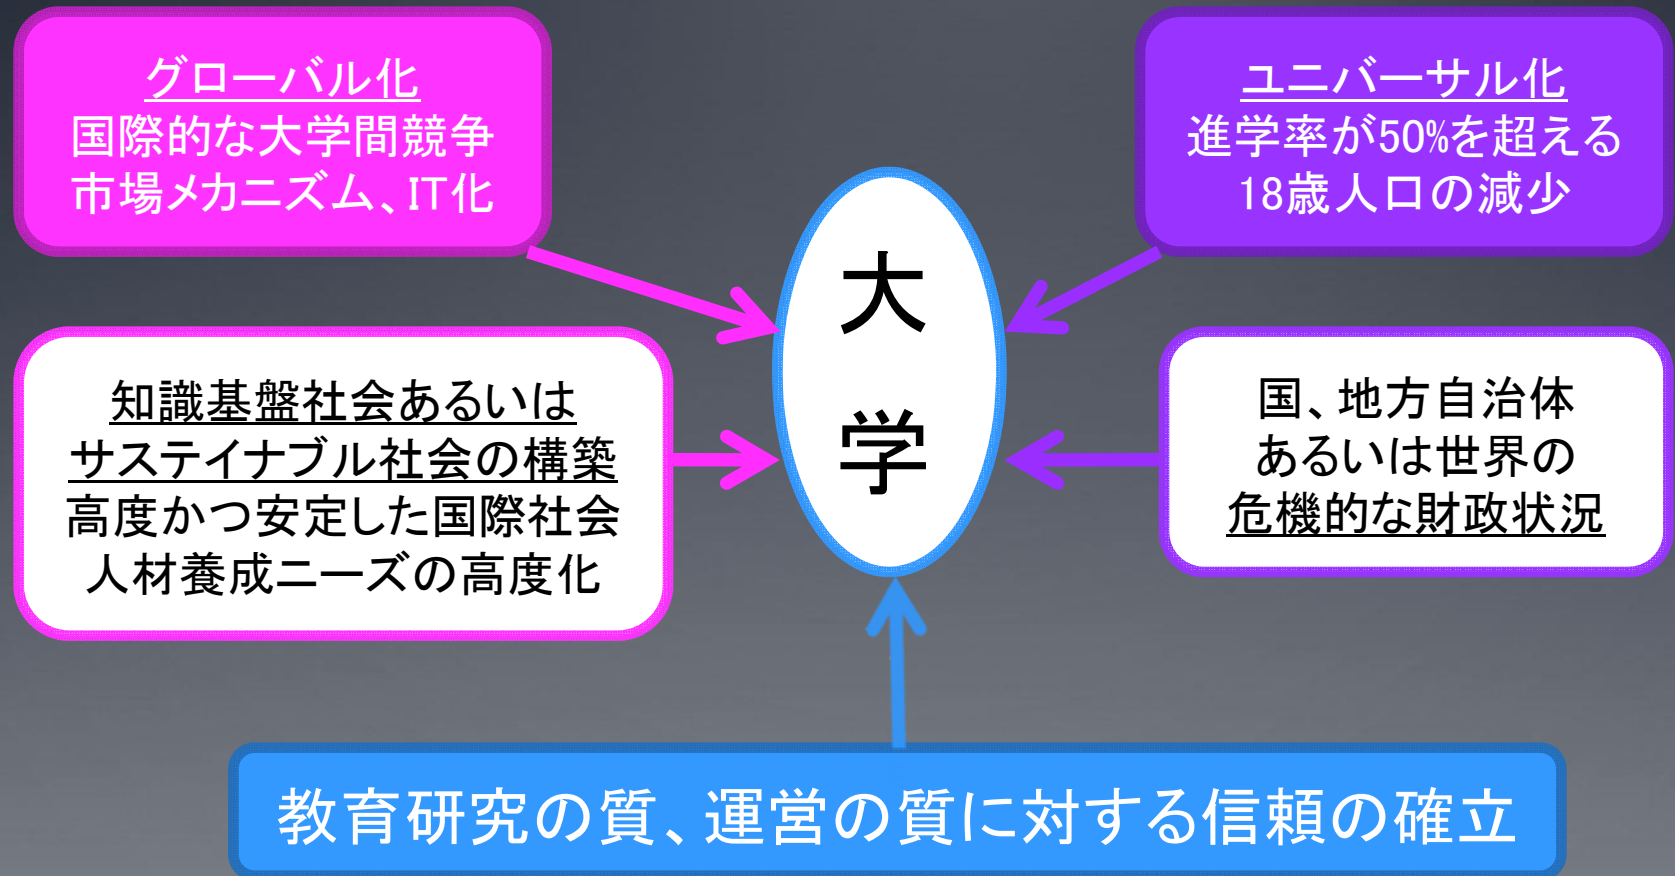 グローバル化
国際的な大学間競争
市場メカニズム、IT化
ユニバーサル化
進学率が50%を超える
18歳人口の減少
大
学
知識基盤社会あるいは
サステイナブル社会の構築
高度かつ安定した国際社会
人材養成ニーズの高度化
国、地方自治体
あるいは世界の
危機的な財政状況
教育研究の質、運営の質に対する信頼の確立